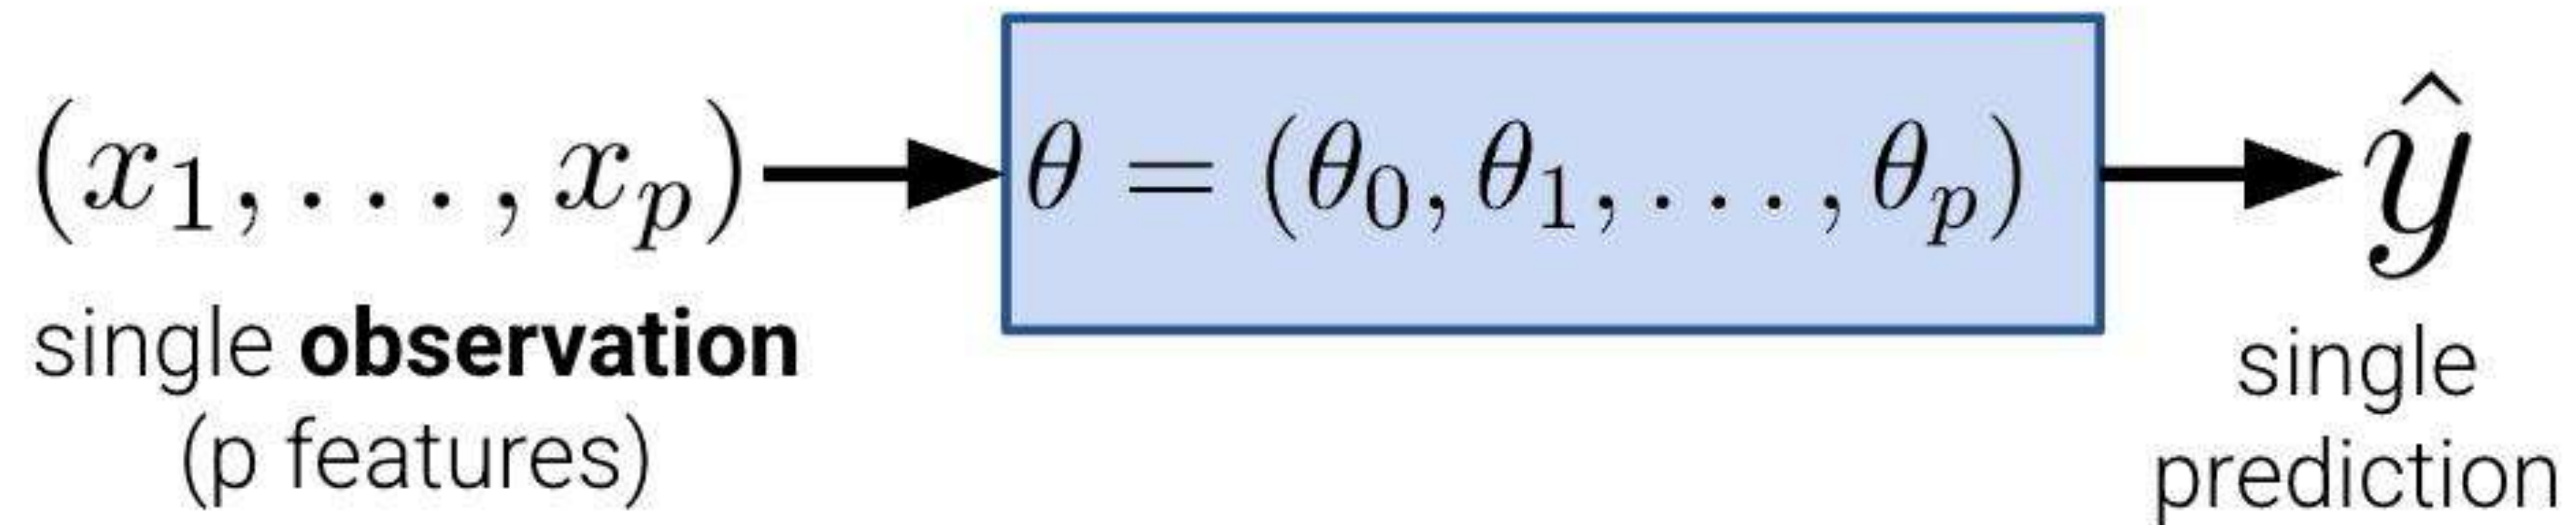 (x₁, . . . , xₚ) θ = (θ₀, θ₁, . . . , θₚ) ŷ
single observation
(p features)
single
prediction